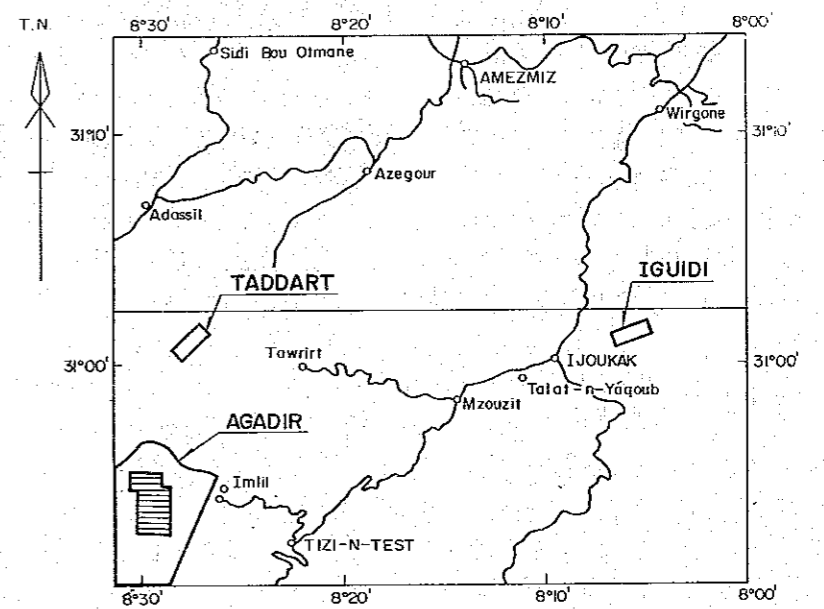 T.N.
8°30' 8°20' 8°10' 8°00'
Sidi Bou Otmane
AMEZMIZ
Wirgone
31°10' 31°10'
Azegour
Adassil
TADDART
IGUIDI
Tawrirt
IJOUKAK
31°00' 31°00'
Talat-n-Yáqoub
Mzouzit
AGADIR
Imlil
TIZI-N-TEST
8°30' 8°20' 8°10' 8°00'